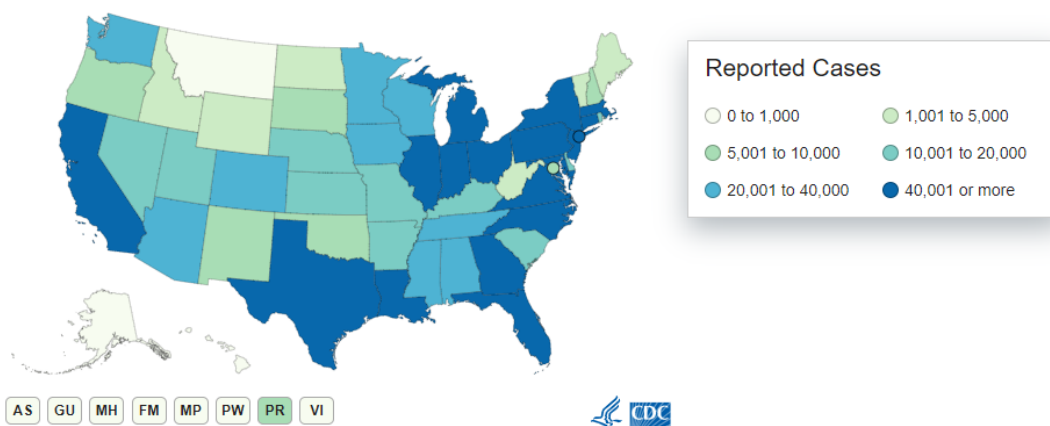 Reported Cases
0 to 1,000
1,001 to 5,000
5,001 to 10,000
10,001 to 20,000
20,001 to 40,000
40,001 or more
AS GU MH FM MP PW PR VI
CDC